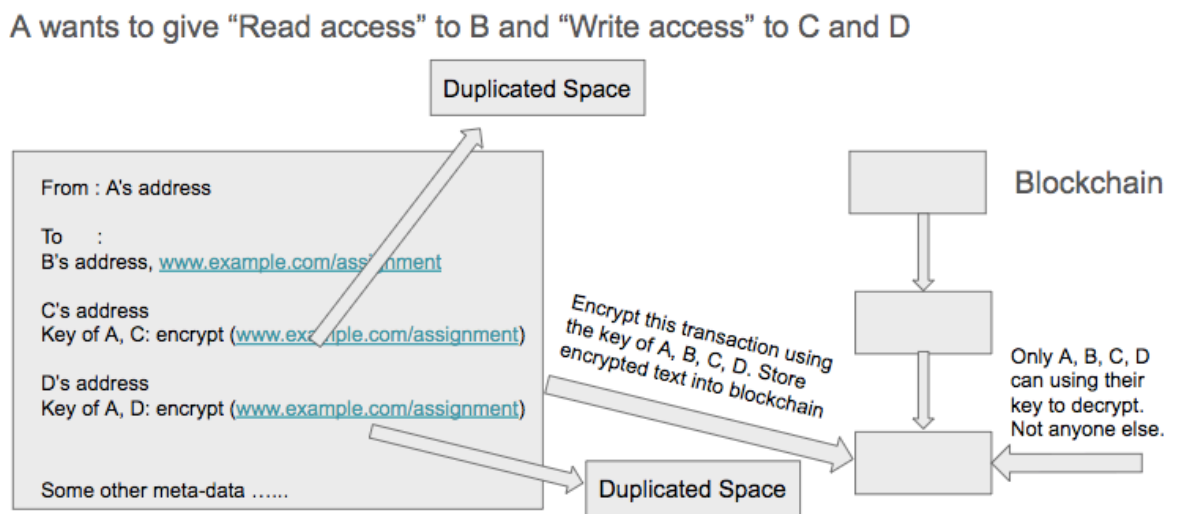 A wants to give “Read access” to B and “Write access” to C and D
Duplicated Space
From : A's address
To :
B's address, www.example.com/assignment
C's address
Key of A, C: encrypt (www.example.com/assignment)
D's address
Key of A, D: encrypt (www.example.com/assignment)
Some other meta-data …...
Encrypt this transaction using
the key of A, B, C, D. Store
encrypted text into blockchain
Duplicated Space
Blockchain
Only A, B, C, D
can using their
key to decrypt.
Not anyone else.